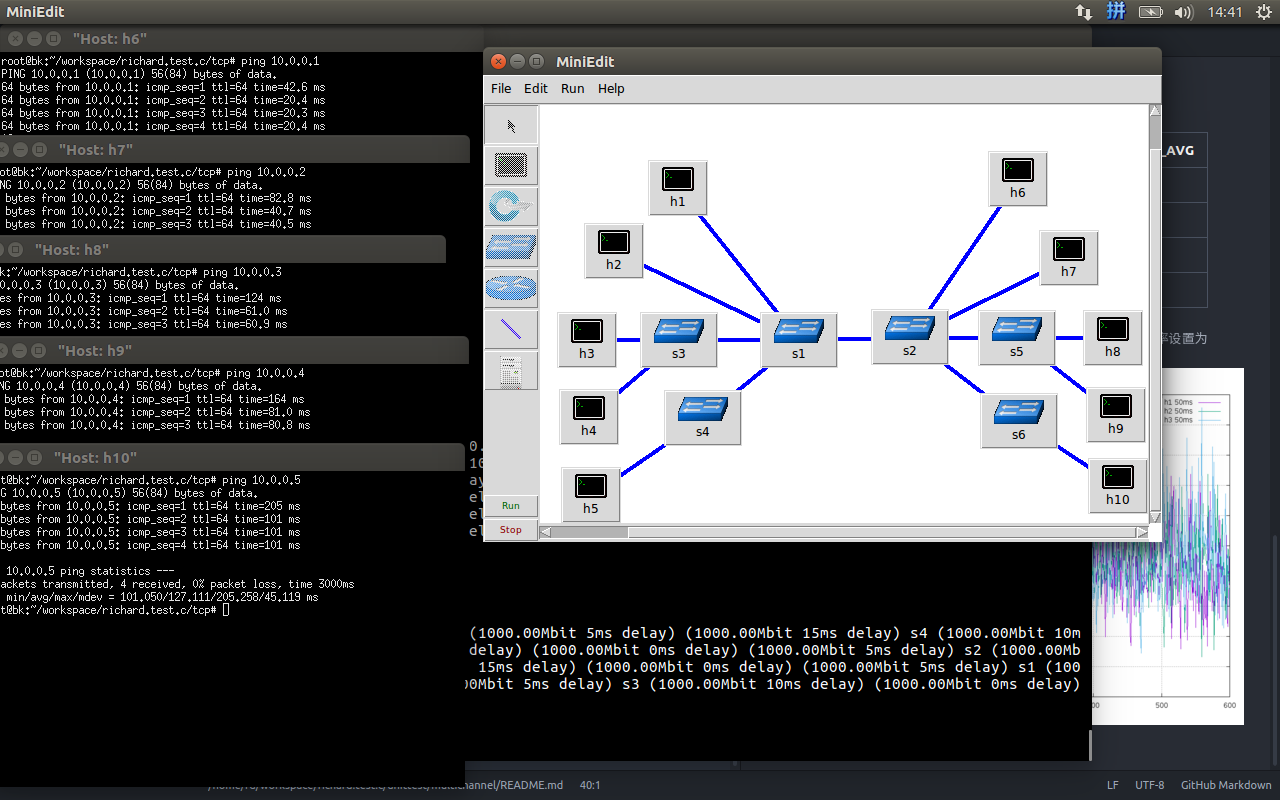 MiniEdit
拼
14:41
"Host: h6"
root@bk:~/workspace/richard.test.c/tcp# ping 10.0.0.1
PING 10.0.0.1 (10.0.0.1) 56(84) bytes of data.
64 bytes from 10.0.0.1: icmp_seq=1 ttl=64 time=42.6 ms
64 bytes from 10.0.0.1: icmp_seq=2 ttl=64 time=20.4 ms
64 bytes from 10.0.0.1: icmp_seq=3 ttl=64 time=20.3 ms
64 bytes from 10.0.0.1: icmp_seq=4 ttl=64 time=20.4 ms
"Host: h7"
ot@bk:~/workspace/richard.test.c/tcp# ping 10.0.0.2
NG 10.0.0.2 (10.0.0.2) 56(84) bytes of data.
bytes from 10.0.0.2: icmp_seq=1 ttl=64 time=82.8 ms
bytes from 10.0.0.2: icmp_seq=2 ttl=64 time=40.7 ms
bytes from 10.0.0.2: icmp_seq=3 ttl=64 time=40.5 ms
"Host: h8"
k:~/workspace/richard.test.c/tcp# ping 10.0.0.3
0.0.0.3 (10.0.0.3) 56(84) bytes of data.
es from 10.0.0.3: icmp_seq=1 ttl=64 time=124 ms
es from 10.0.0.3: icmp_seq=2 ttl=64 time=61.0 ms
es from 10.0.0.3: icmp_seq=3 ttl=64 time=60.9 ms
"Host: h9"
ot@bk:~/workspace/richard.test.c/tcp# ping 10.0.0.4
NG 10.0.0.4 (10.0.0.4) 56(84) bytes of data.
bytes from 10.0.0.4: icmp_seq=1 ttl=64 time=164 ms
bytes from 10.0.0.4: icmp_seq=2 ttl=64 time=81.0 ms
bytes from 10.0.0.4: icmp_seq=3 ttl=64 time=80.8 ms
"Host: h10"
t@bk:~/workspace/richard.test.c/tcp# ping 10.0.0.5
G 10.0.0.5 (10.0.0.5) 56(84) bytes of data.
bytes from 10.0.0.5: icmp_seq=1 ttl=64 time=205 ms
bytes from 10.0.0.5: icmp_seq=2 ttl=64 time=101 ms
bytes from 10.0.0.5: icmp_seq=3 ttl=64 time=101 ms
bytes from 10.0.0.5: icmp_seq=4 ttl=64 time=101 ms
10.0.0.5 ping statistics ---
ackets transmitted, 4 received, 0% packet loss, time 3000ms
min/avg/max/mdev = 101.050/127.111/205.258/45.119 ms
t@bk:~/workspace/richard.test.c/tcp#
MiniEdit
File Edit Run Help
h1
h6
h2
h7
h3
s3
s1
s2
s5
h8
h4
s4
s6
h9
h5
h10
Run
Stop
0.
10
ay
el
el
el
(1000.00Mbit 5ms delay) (1000.00Mbit 15ms delay) s4 (1000.00Mbit 10m
delay) (1000.00Mbit 0ms delay) (1000.00Mbit 5ms delay) s2 (1000.00Mb
15ms delay) (1000.00Mbit 0ms delay) (1000.00Mbit 5ms delay) s1 (100
0Mbit 5ms delay) s3 (1000.00Mbit 10ms delay) (1000.00Mbit 0ms delay)
_AVG
率设置为
h1 50ms
h2 50ms
h3 50ms
500
600
hannel/README.md 40:1
LF UTF-8 GitHub Markdown